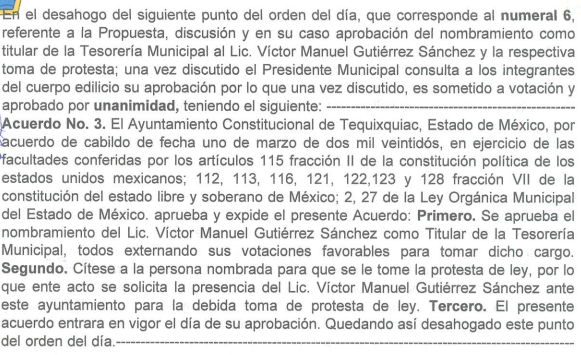 En el desahogo del siguiente punto del orden del día, que corresponde al numeral 6,
referente a la Propuesta, discusión y en su caso aprobación del nombramiento como
titular de la Tesorería Municipal al Lic. Víctor Manuel Gutiérrez Sánchez y la respectiva
toma de protesta; una vez discutido el Presidente Municipal consulta a los integrantes
del cuerpo edilicio su aprobación por lo que una vez discutido, es sometido a votación y
aprobado por unanimidad, teniendo el siguiente: --------------------------------------------------
Acuerdo No. 3. El Ayuntamiento Constitucional de Tequixquiac, Estado de México, por
acuerdo de cabildo de fecha uno de marzo de dos mil veintidós, en ejercicio de las
facultades conferidas por los artículos 115 fracción II de la constitución política de los
estados unidos mexicanos; 112, 113, 116, 121, 122,123 y 128 fracción VII de la
constitución del estado libre y soberano de México; 2, 27 de la Ley Orgánica Municipal
del Estado de México. aprueba y expide el presente Acuerdo: Primero. Se aprueba el
nombramiento del Lic. Víctor Manuel Gutiérrez Sánchez como Titular de la Tesorería
Municipal, todos externando sus votaciones favorables para tomar dicho cargo.
Segundo. Cítese a la persona nombrada para que se le tome la protesta de ley, por lo
que ente acto se solicita la presencia del Lic. Víctor Manuel Gutiérrez Sánchez ante
este ayuntamiento para la debida toma de protesta de ley. Tercero. El presente
acuerdo entrara en vigor el día de su aprobación. Quedando así desahogado este punto
del orden del día.------------------------------------------------------------------------------------------